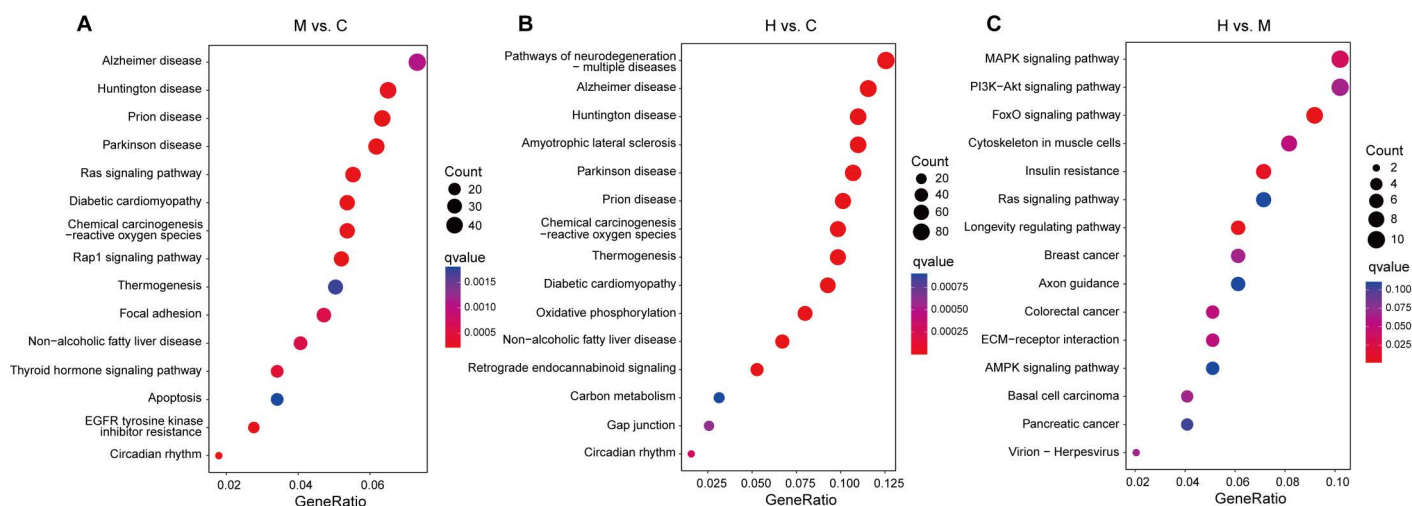 A
M vs. C
Alzheimer disease
Huntington disease
Prion disease
Parkinson disease
Ras signaling pathway
Diabetic cardiomyopathy
Chemical carcinogenesis
−reactive oxygen species
Rap1 signaling pathway
Thermogenesis
Focal adhesion
Non-alcoholic fatty liver disease
Thyroid hormone signaling pathway
Apoptosis
EGFR tyrosine kinase
inhibitor resistance
Circadian rhythm
0.02 0.04 0.06
GeneRatio
Count
20
30
40
qvalue
0.0015
0.0010
0.0005
B
H vs. C
Pathways of neurodegeneration
− multiple diseases
Alzheimer disease
Huntington disease
Amyotrophic lateral sclerosis
Parkinson disease
Prion disease
Chemical carcinogenesis
−reactive oxygen species
Thermogenesis
Diabetic cardiomyopathy
Oxidative phosphorylation
Non−alcoholic fatty liver disease
Retrograde endocannabinoid signaling
Carbon metabolism
Gap junction
Circadian rhythm
0.025 0.050 0.075 0.100 0.125
GeneRatio
Count
20
40
60
80
qvalue
0.00075
0.00050
0.00025
C
H vs. M
MAPK signaling pathway
PI3K−Akt signaling pathway
FoxO signaling pathway
Cytoskeleton in muscle cells
Insulin resistance
Ras signaling pathway
Longevity regulating pathway
Breast cancer
Axon guidance
Colorectal cancer
ECM−receptor interaction
AMPK signaling pathway
Basal cell carcinoma
Pancreatic cancer
Virion − Herpesvirus
0.02 0.04 0.06 0.08 0.10
GeneRatio
Count
2
4
6
8
10
qvalue
0.100
0.075
0.050
0.025